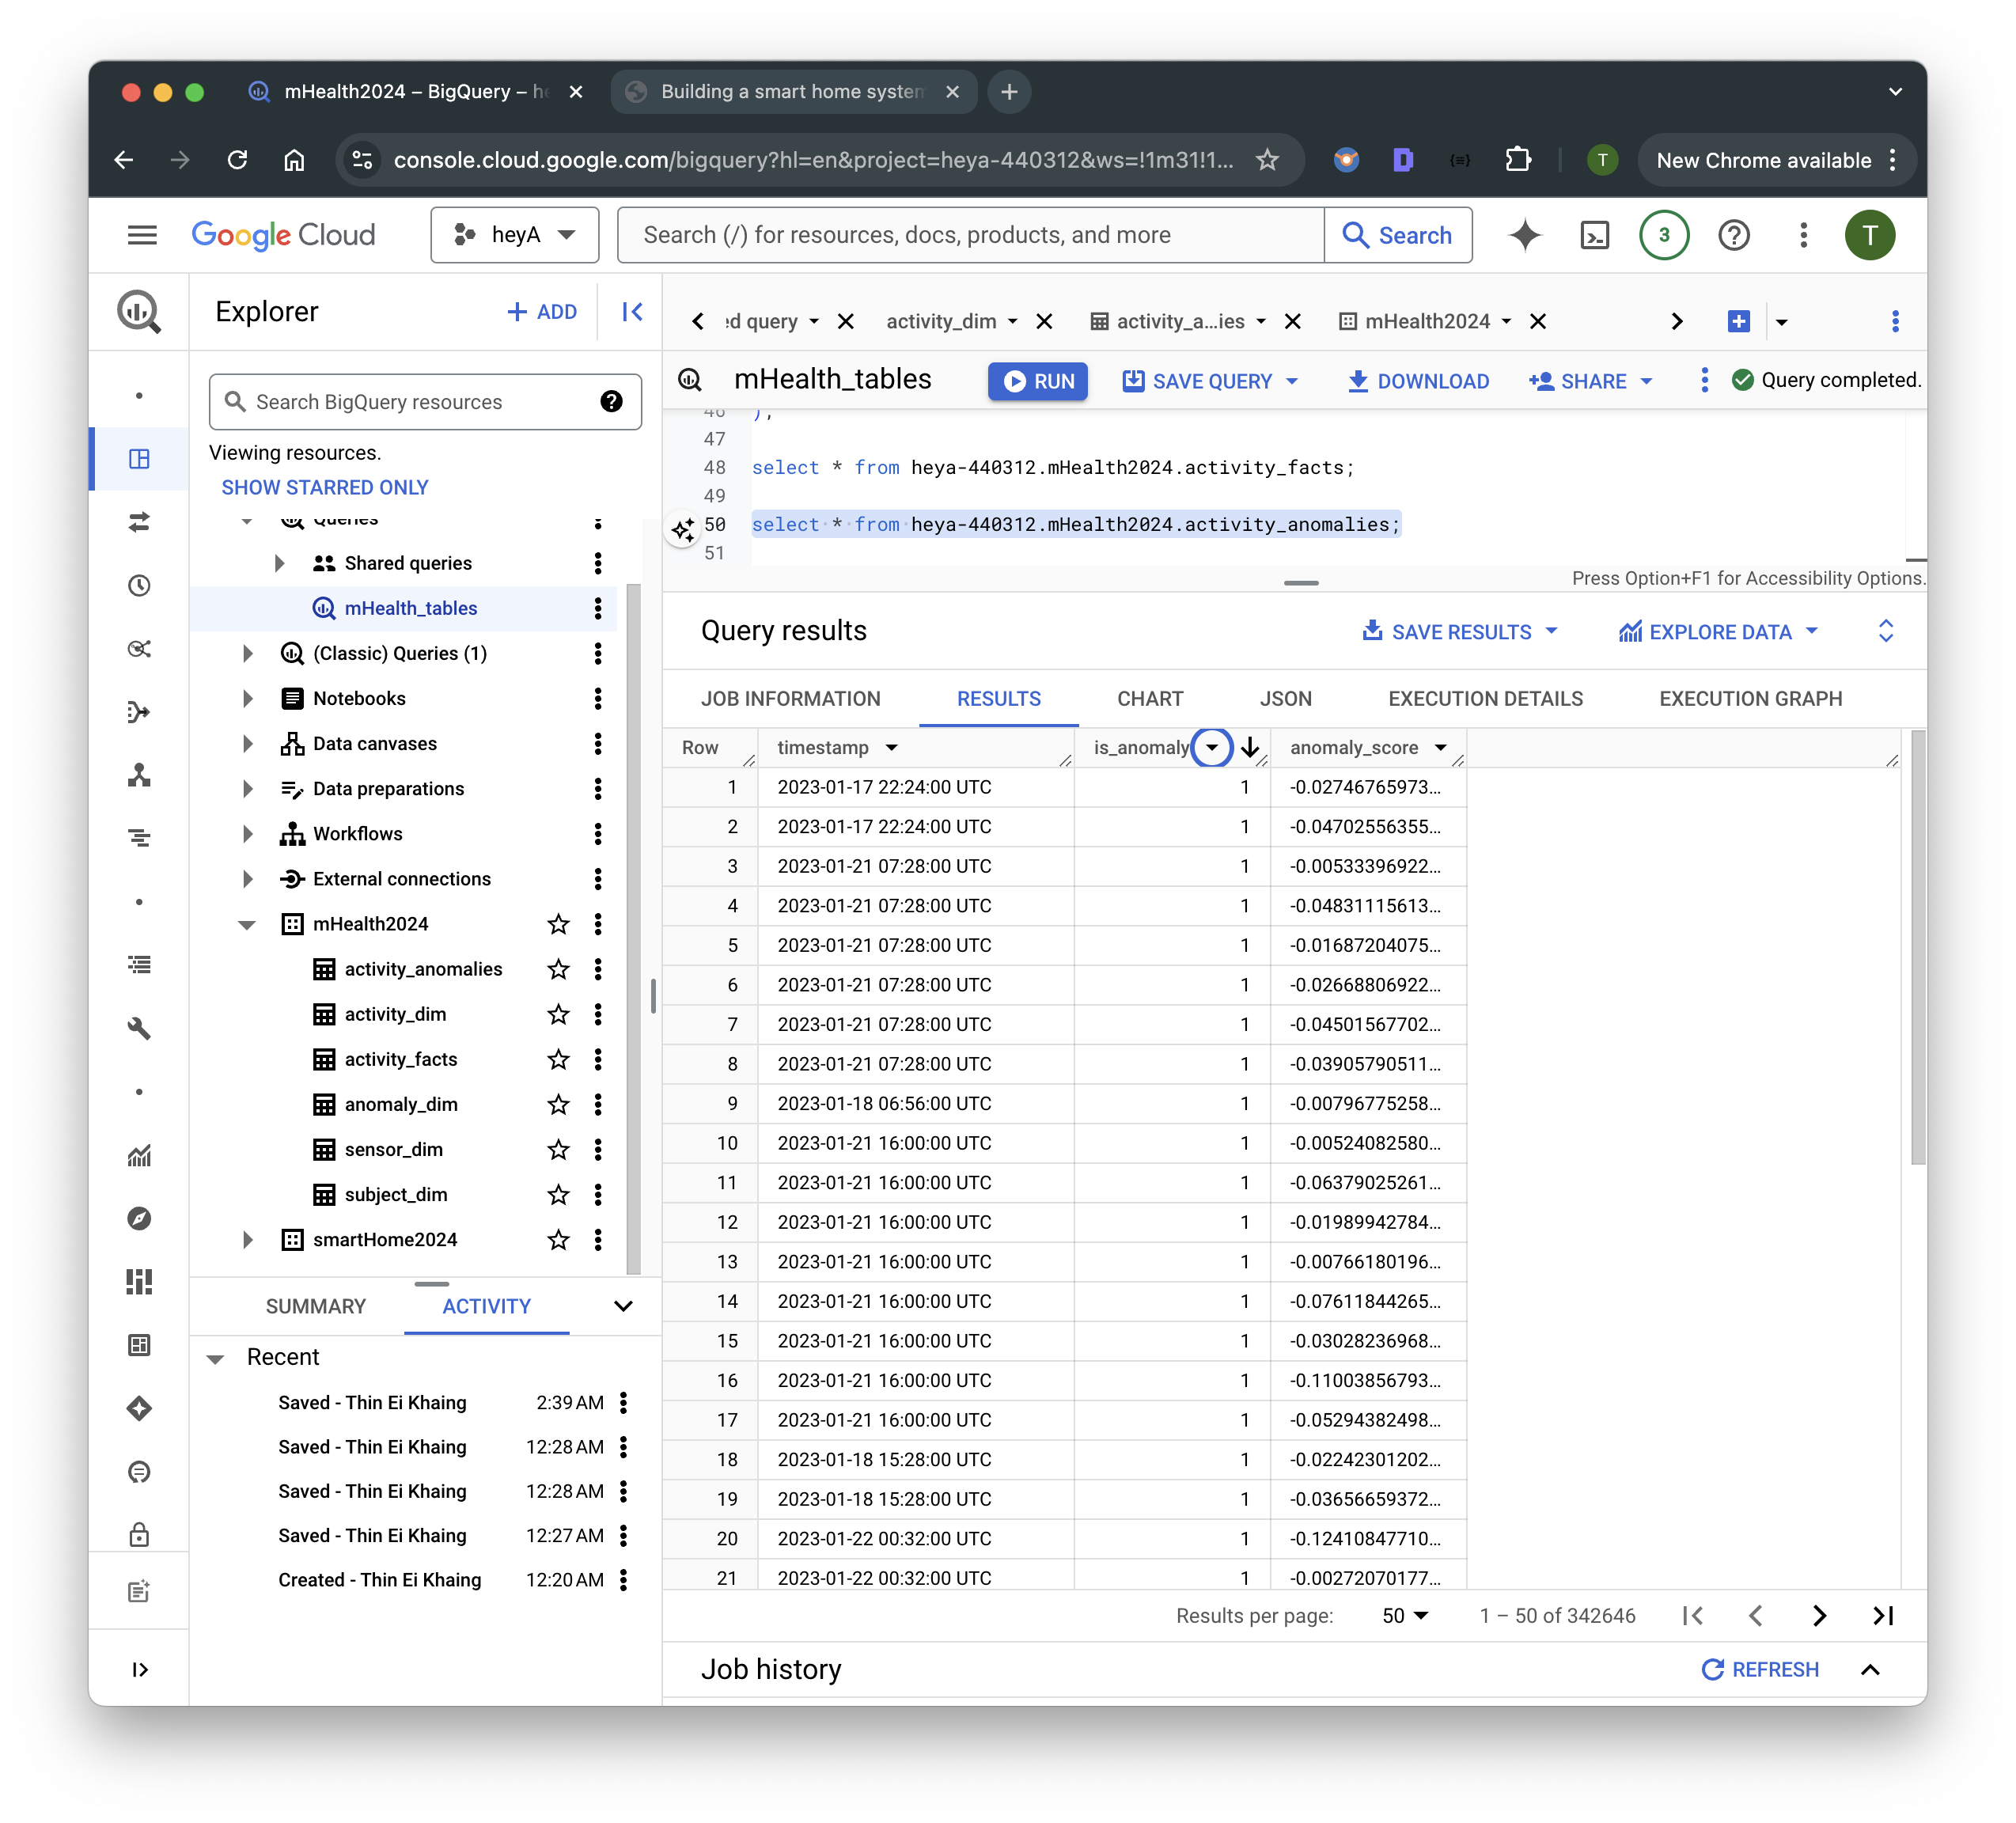 mHealth2024 – BigQuery – he
Building a smart home system
console.cloud.google.com/bigquery?hl=en&project=heya-440312&ws=!1m31!1...
T
New Chrome available
Google Cloud
heyA
Search (/) for resources, docs, products, and more
Search
3
T
Explorer
ADD
ed query
activity_dim
activity_a...ies
mHealth2024
mHealth_tables
RUN
SAVE QUERY
DOWNLOAD
SHARE
Query completed.
Search BigQuery resources
Viewing resources.
SHOW STARRED ONLY
Queries
Shared queries
mHealth_tables
(Classic) Queries (1)
Notebooks
Data canvases
Data preparations
Workflows
External connections
mHealth2024
activity_anomalies
activity_dim
activity_facts
anomaly_dim
sensor_dim
subject_dim
smartHome2024
SUMMARY
ACTIVITY
Recent
Saved - Thin Ei Khaing 2:39 AM
Saved - Thin Ei Khaing 12:28 AM
Saved - Thin Ei Khaing 12:28 AM
Saved - Thin Ei Khaing 12:27 AM
Created - Thin Ei Khaing 12:20 AM
46 );
47
48 select * from heya-440312.mHealth2024.activity_facts;
49
50 select * from heya-440312.mHealth2024.activity_anomalies;
51
Press Option+F1 for Accessibility Options.
Query results
SAVE RESULTS
EXPLORE DATA
JOB INFORMATION
RESULTS
CHART
JSON
EXECUTION DETAILS
EXECUTION GRAPH
Row timestamp is_anomaly anomaly_score
1 2023-01-17 22:24:00 UTC 1 -0.02746765973...
2 2023-01-17 22:24:00 UTC 1 -0.04702556355...
3 2023-01-21 07:28:00 UTC 1 -0.00533396922...
4 2023-01-21 07:28:00 UTC 1 -0.04831115613...
5 2023-01-21 07:28:00 UTC 1 -0.01687204075...
6 2023-01-21 07:28:00 UTC 1 -0.02668806922...
7 2023-01-21 07:28:00 UTC 1 -0.04501567702...
8 2023-01-21 07:28:00 UTC 1 -0.03905790511...
9 2023-01-18 06:56:00 UTC 1 -0.00796775258...
10 2023-01-21 16:00:00 UTC 1 -0.00524082580...
11 2023-01-21 16:00:00 UTC 1 -0.06379025261...
12 2023-01-21 16:00:00 UTC 1 -0.01989942784...
13 2023-01-21 16:00:00 UTC 1 -0.00766180196...
14 2023-01-21 16:00:00 UTC 1 -0.07611844265...
15 2023-01-21 16:00:00 UTC 1 -0.03028236968...
16 2023-01-21 16:00:00 UTC 1 -0.11003856793...
17 2023-01-21 16:00:00 UTC 1 -0.05294382498...
18 2023-01-18 15:28:00 UTC 1 -0.02242301202...
19 2023-01-18 15:28:00 UTC 1 -0.03656659372...
20 2023-01-22 00:32:00 UTC 1 -0.12410847710...
21 2023-01-22 00:32:00 UTC 1 -0.00272070177...
Results per page: 50 1 – 50 of 342646
Job history
REFRESH